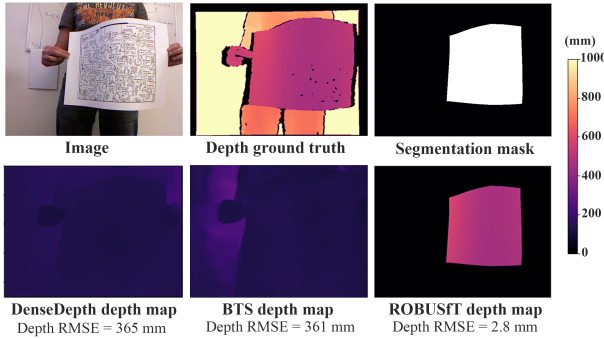 (mm)
1000
800
600
400
200
0
Image
Depth ground truth
Segmentation mask
DenseDepth depth map
Depth RMSE = 365 mm
BTS depth map
Depth RMSE = 361 mm
ROBUSfT depth map
Depth RMSE = 2.8 mm